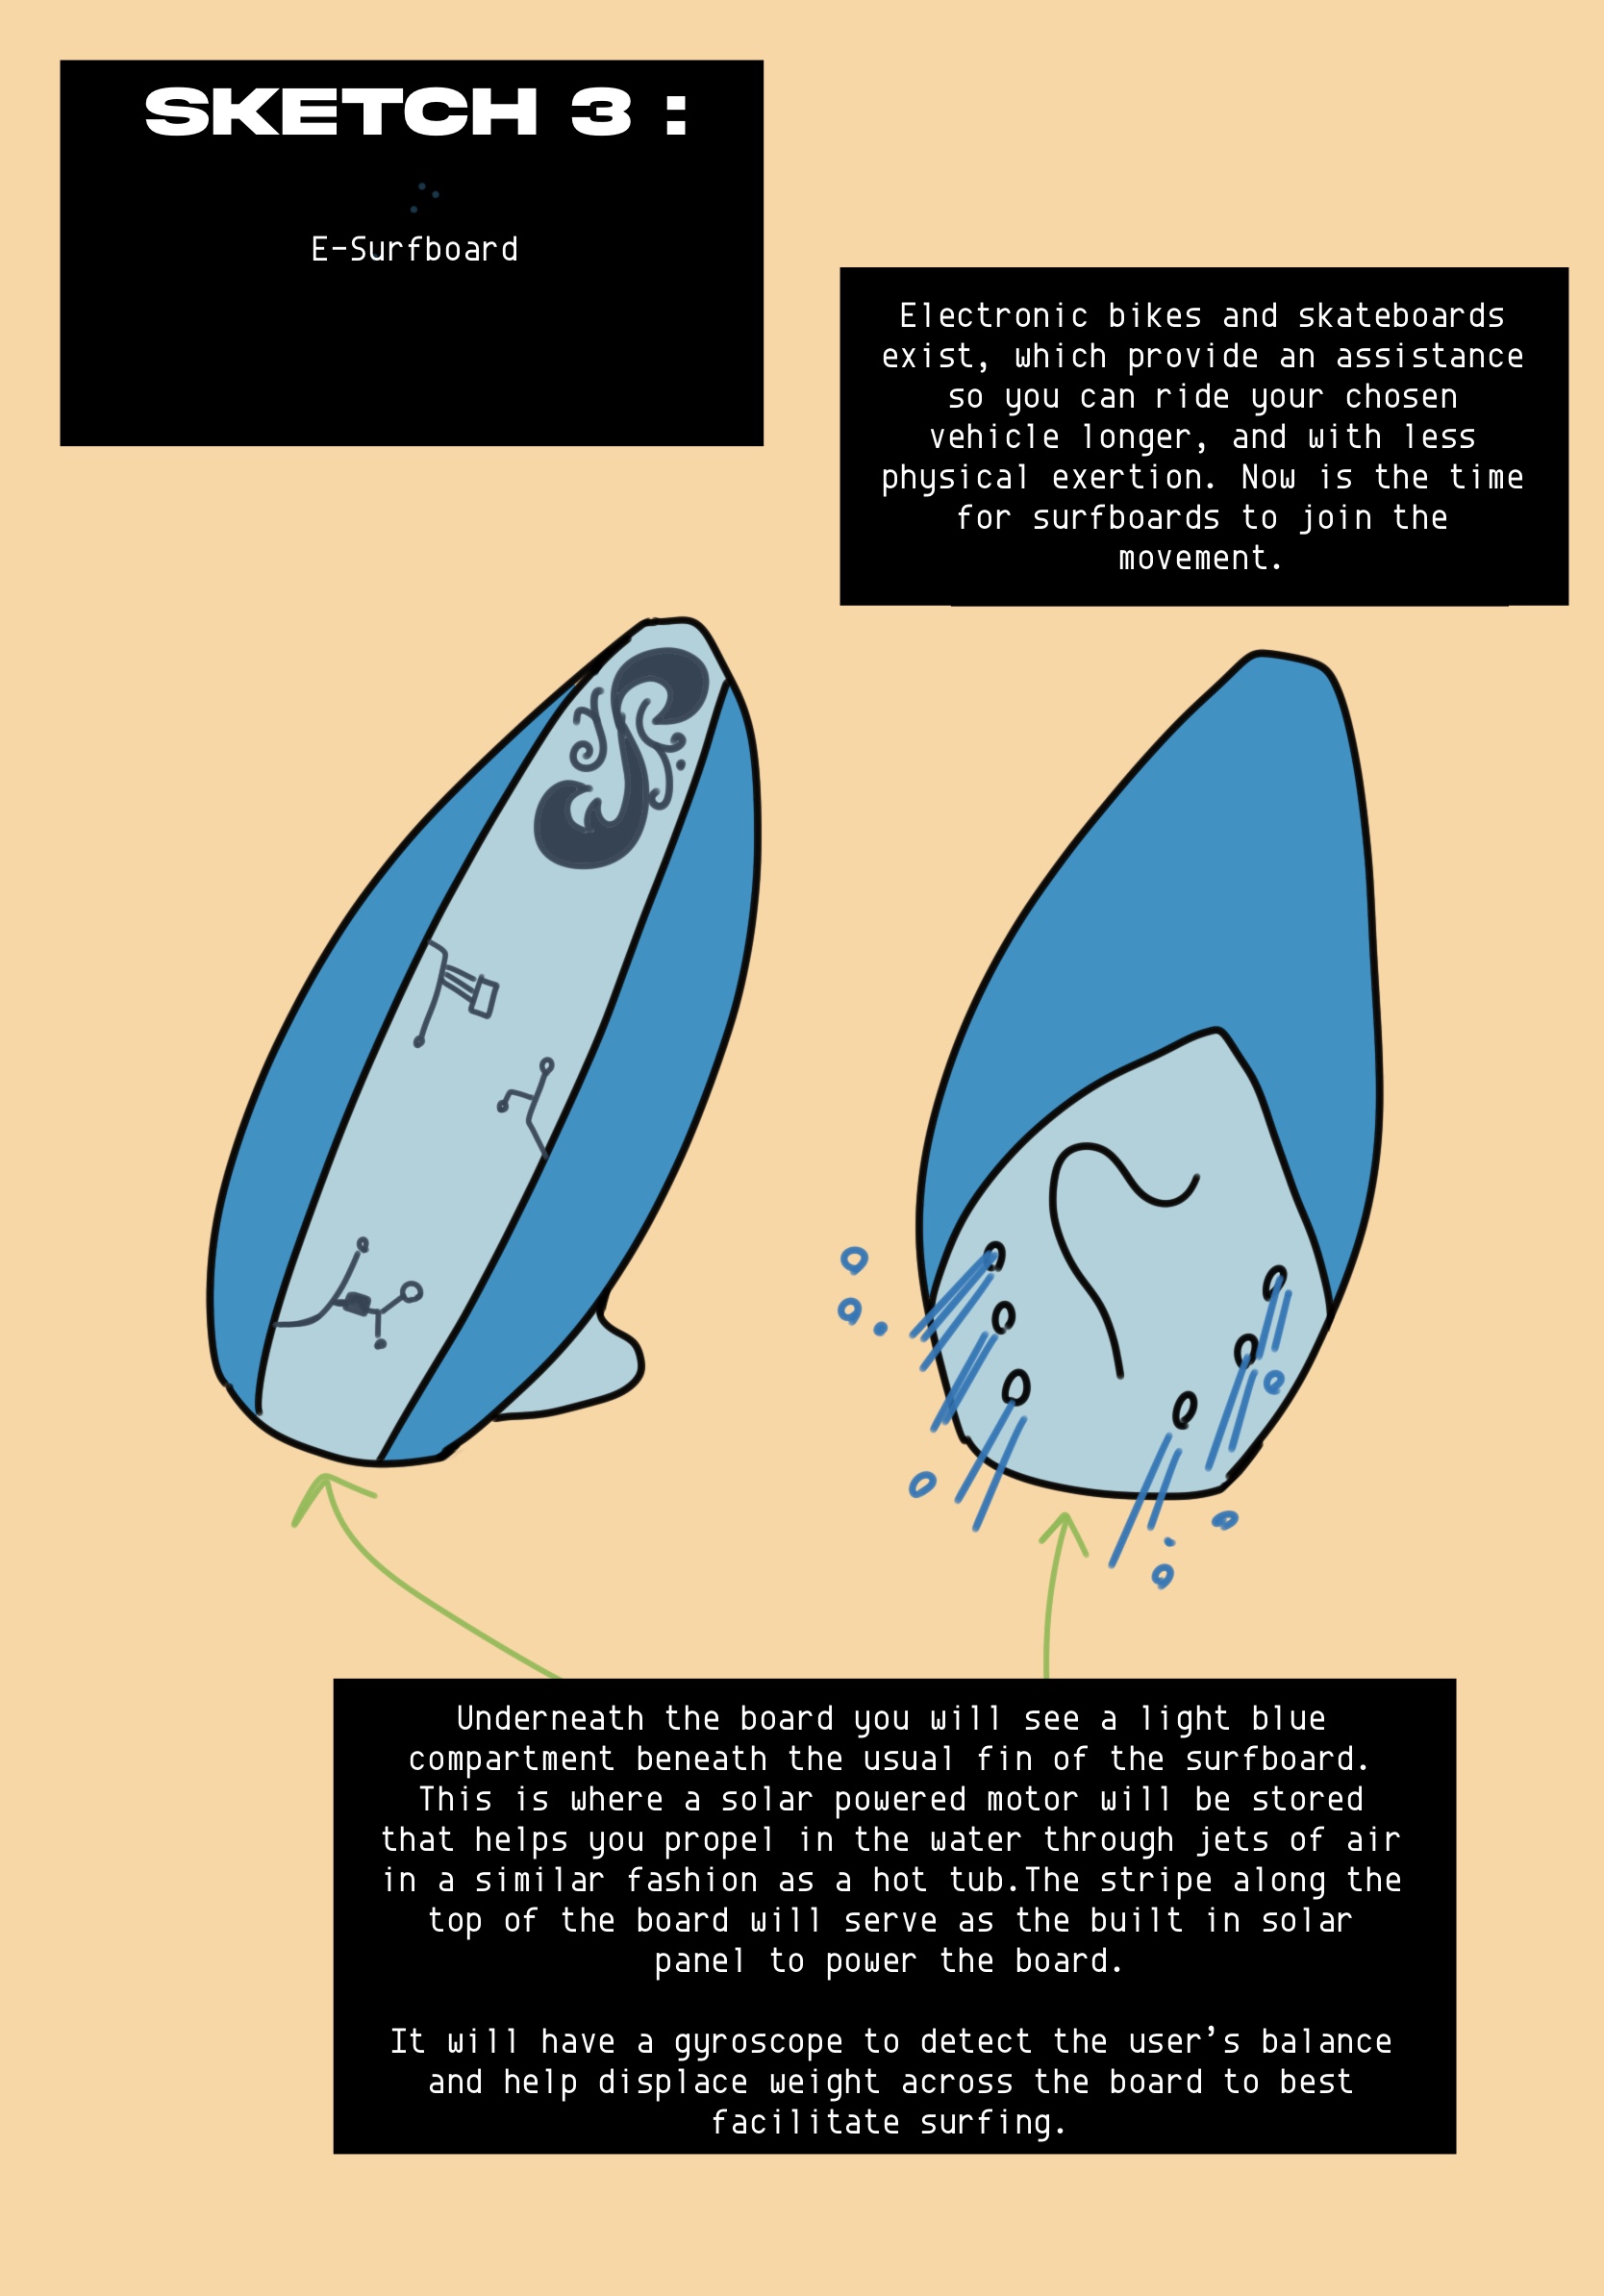 SKETCH 3 :
E-Surfboard
Electronic bikes and skateboards
exist, which provide an assistance
so you can ride your chosen
vehicle longer, and with less
physical exertion. Now is the time
for surfboards to join the
movement.
Underneath the board you will see a light blue
compartment beneath the usual fin of the surfboard.
This is where a solar powered motor will be stored
that helps you propel in the water through jets of air
in a similar fashion as a hot tub.The stripe along the
top of the board will serve as the built in solar
panel to power the board.
It will have a gyroscope to detect the user’s balance
and help displace weight across the board to best
facilitate surfing.